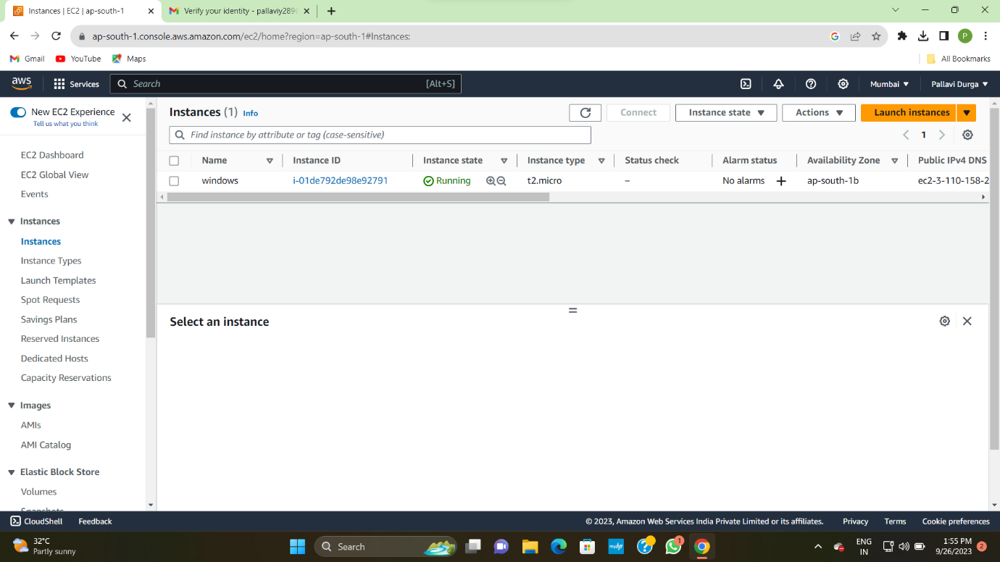 Instances | EC2 | ap-south-1
Verify your identity - pallaviy289
ap-south-1.console.aws.amazon.com/ec2/home?region=ap-south-1#Instances:
P
Gmail YouTube Maps All Bookmarks
aws Services Search [Alt+S] Mumbai ▼ Pallavi Durga ▼
New EC2 Experience
Tell us what you think
EC2 Dashboard
EC2 Global View
Events
Instances
Instances
Instance Types
Launch Templates
Spot Requests
Savings Plans
Reserved Instances
Dedicated Hosts
Capacity Reservations
Images
AMIs
AMI Catalog
Elastic Block Store
Volumes
Snapshots
Instances (1) Info
Connect Instance state ▼ Actions ▼ Launch instances
Find instance by attribute or tag (case-sensitive)
1
Name Instance ID Instance state Instance type Status check Alarm status Availability Zone Public IPv4 DNS
windows i-01de792de98e92791 Running t2.micro – No alarms + ap-south-1b ec2-3-110-158-2
Select an instance
CloudShell Feedback © 2023, Amazon Web Services India Private Limited or its affiliates. Privacy Terms Cookie preferences
32°C
Partly sunny
Search
myhp
1
ENG
IN
1:55 PM
9/26/2023
2